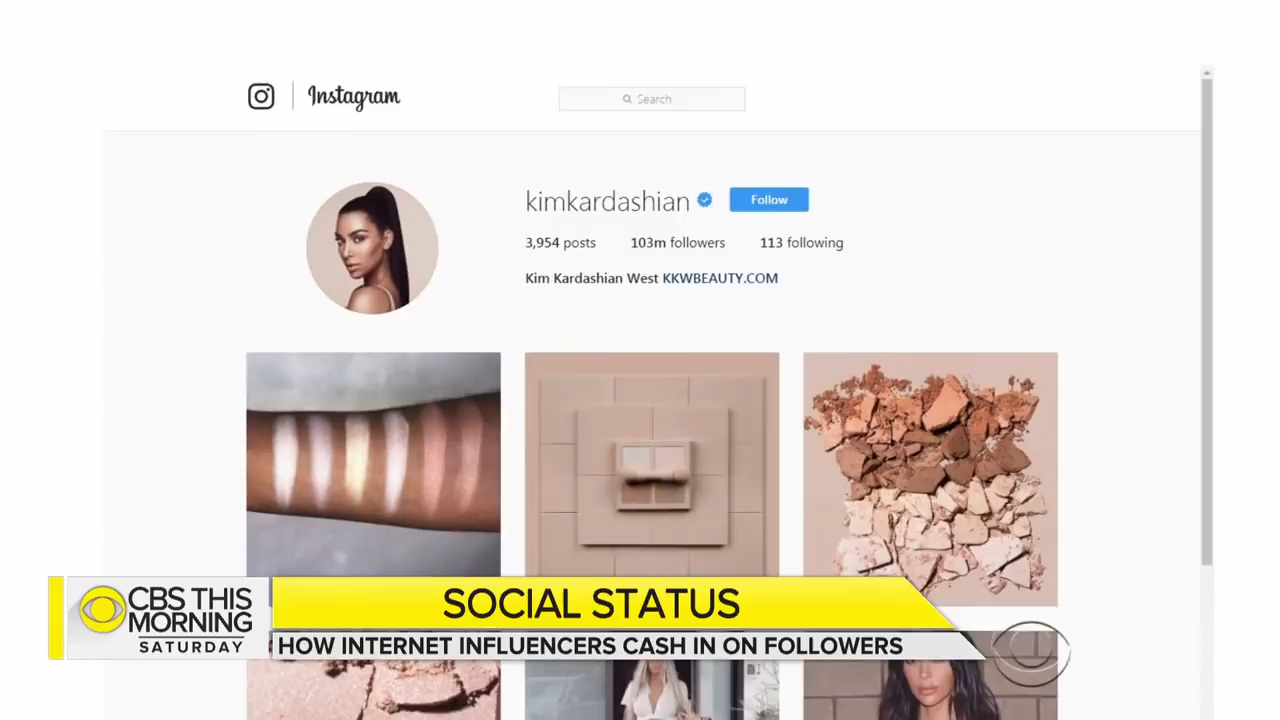 Instagram
Search
kimkardashian
Follow
3,954 posts 103m followers 113 following
Kim Kardashian West KKWBEAUTY.COM
CBS THIS
MORNING
SATURDAY
SOCIAL STATUS
HOW INTERNET INFLUENCERS CASH IN ON FOLLOWERS